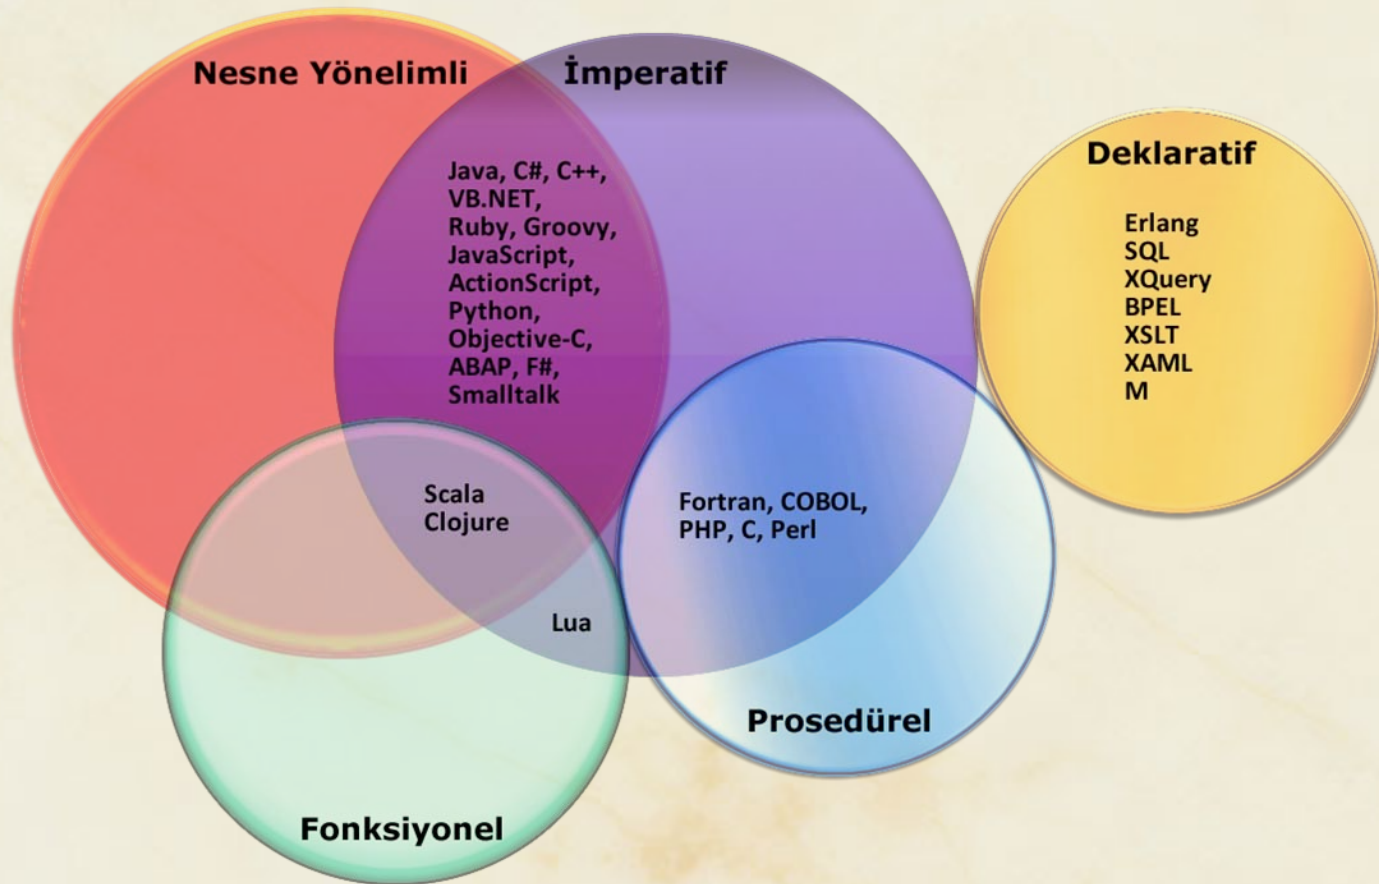 Nesne Yönelimli
İmperatif
Java, C#, C++,
VB.NET,
Ruby, Groovy,
JavaScript,
ActionScript,
Python,
Objective-C,
ABAP, F#,
Smalltalk
Deklaratif
Erlang
SQL
XQuery
BPEL
XSLT
XAML
M
Scala
Clojure
Fortran, COBOL,
PHP, C, Perl
Lua
Prosedürel
Fonksiyonel